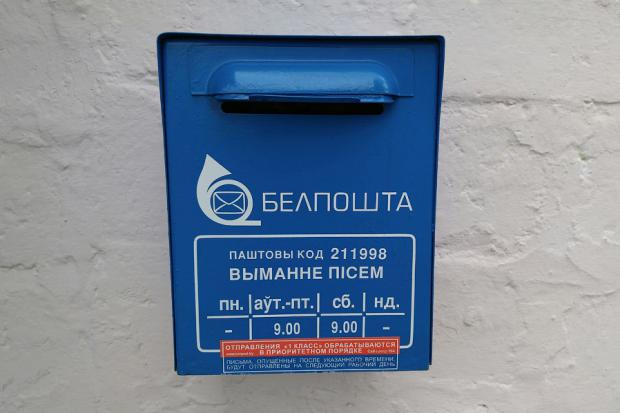 БЕЛПОШТА
ПАШТОВЫ КОД 211998
ВЫМАННЕ ПІСЕМ
пн. аўт.-пт. сб. нд.
- 9.00 9.00 -
ОТПРАВЛЕНИЯ «1 КЛАСС» ОБРАБАТЫВАЮТСЯ
В ПРИОРИТЕТНОМ ПОРЯДКЕ
ПИСЬМА, ОПУЩЕННЫЕ ПОСЛЕ УКАЗАННОГО ВРЕМЕНИ,
БУДУТ ОТПРАВЛЕНЫ НА СЛЕДУЮЩИЙ РАБОЧИЙ ДЕНЬ